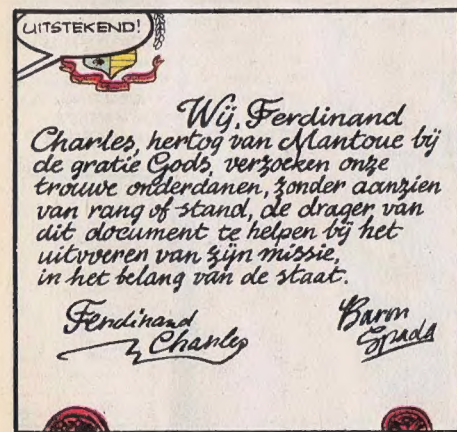 UITSTEKEND!
Wij, Ferdinand
Charles, hertog van Mantoue bij
de gratie Gods, verzoeken onze
trouwe onderdanen, zonder aanzien
van rang of stand, de drager van
dit document te helpen bij het
uitvoeren van zijn missie,
in het belang van de staat.
Ferdinand Baron
Charles Spada